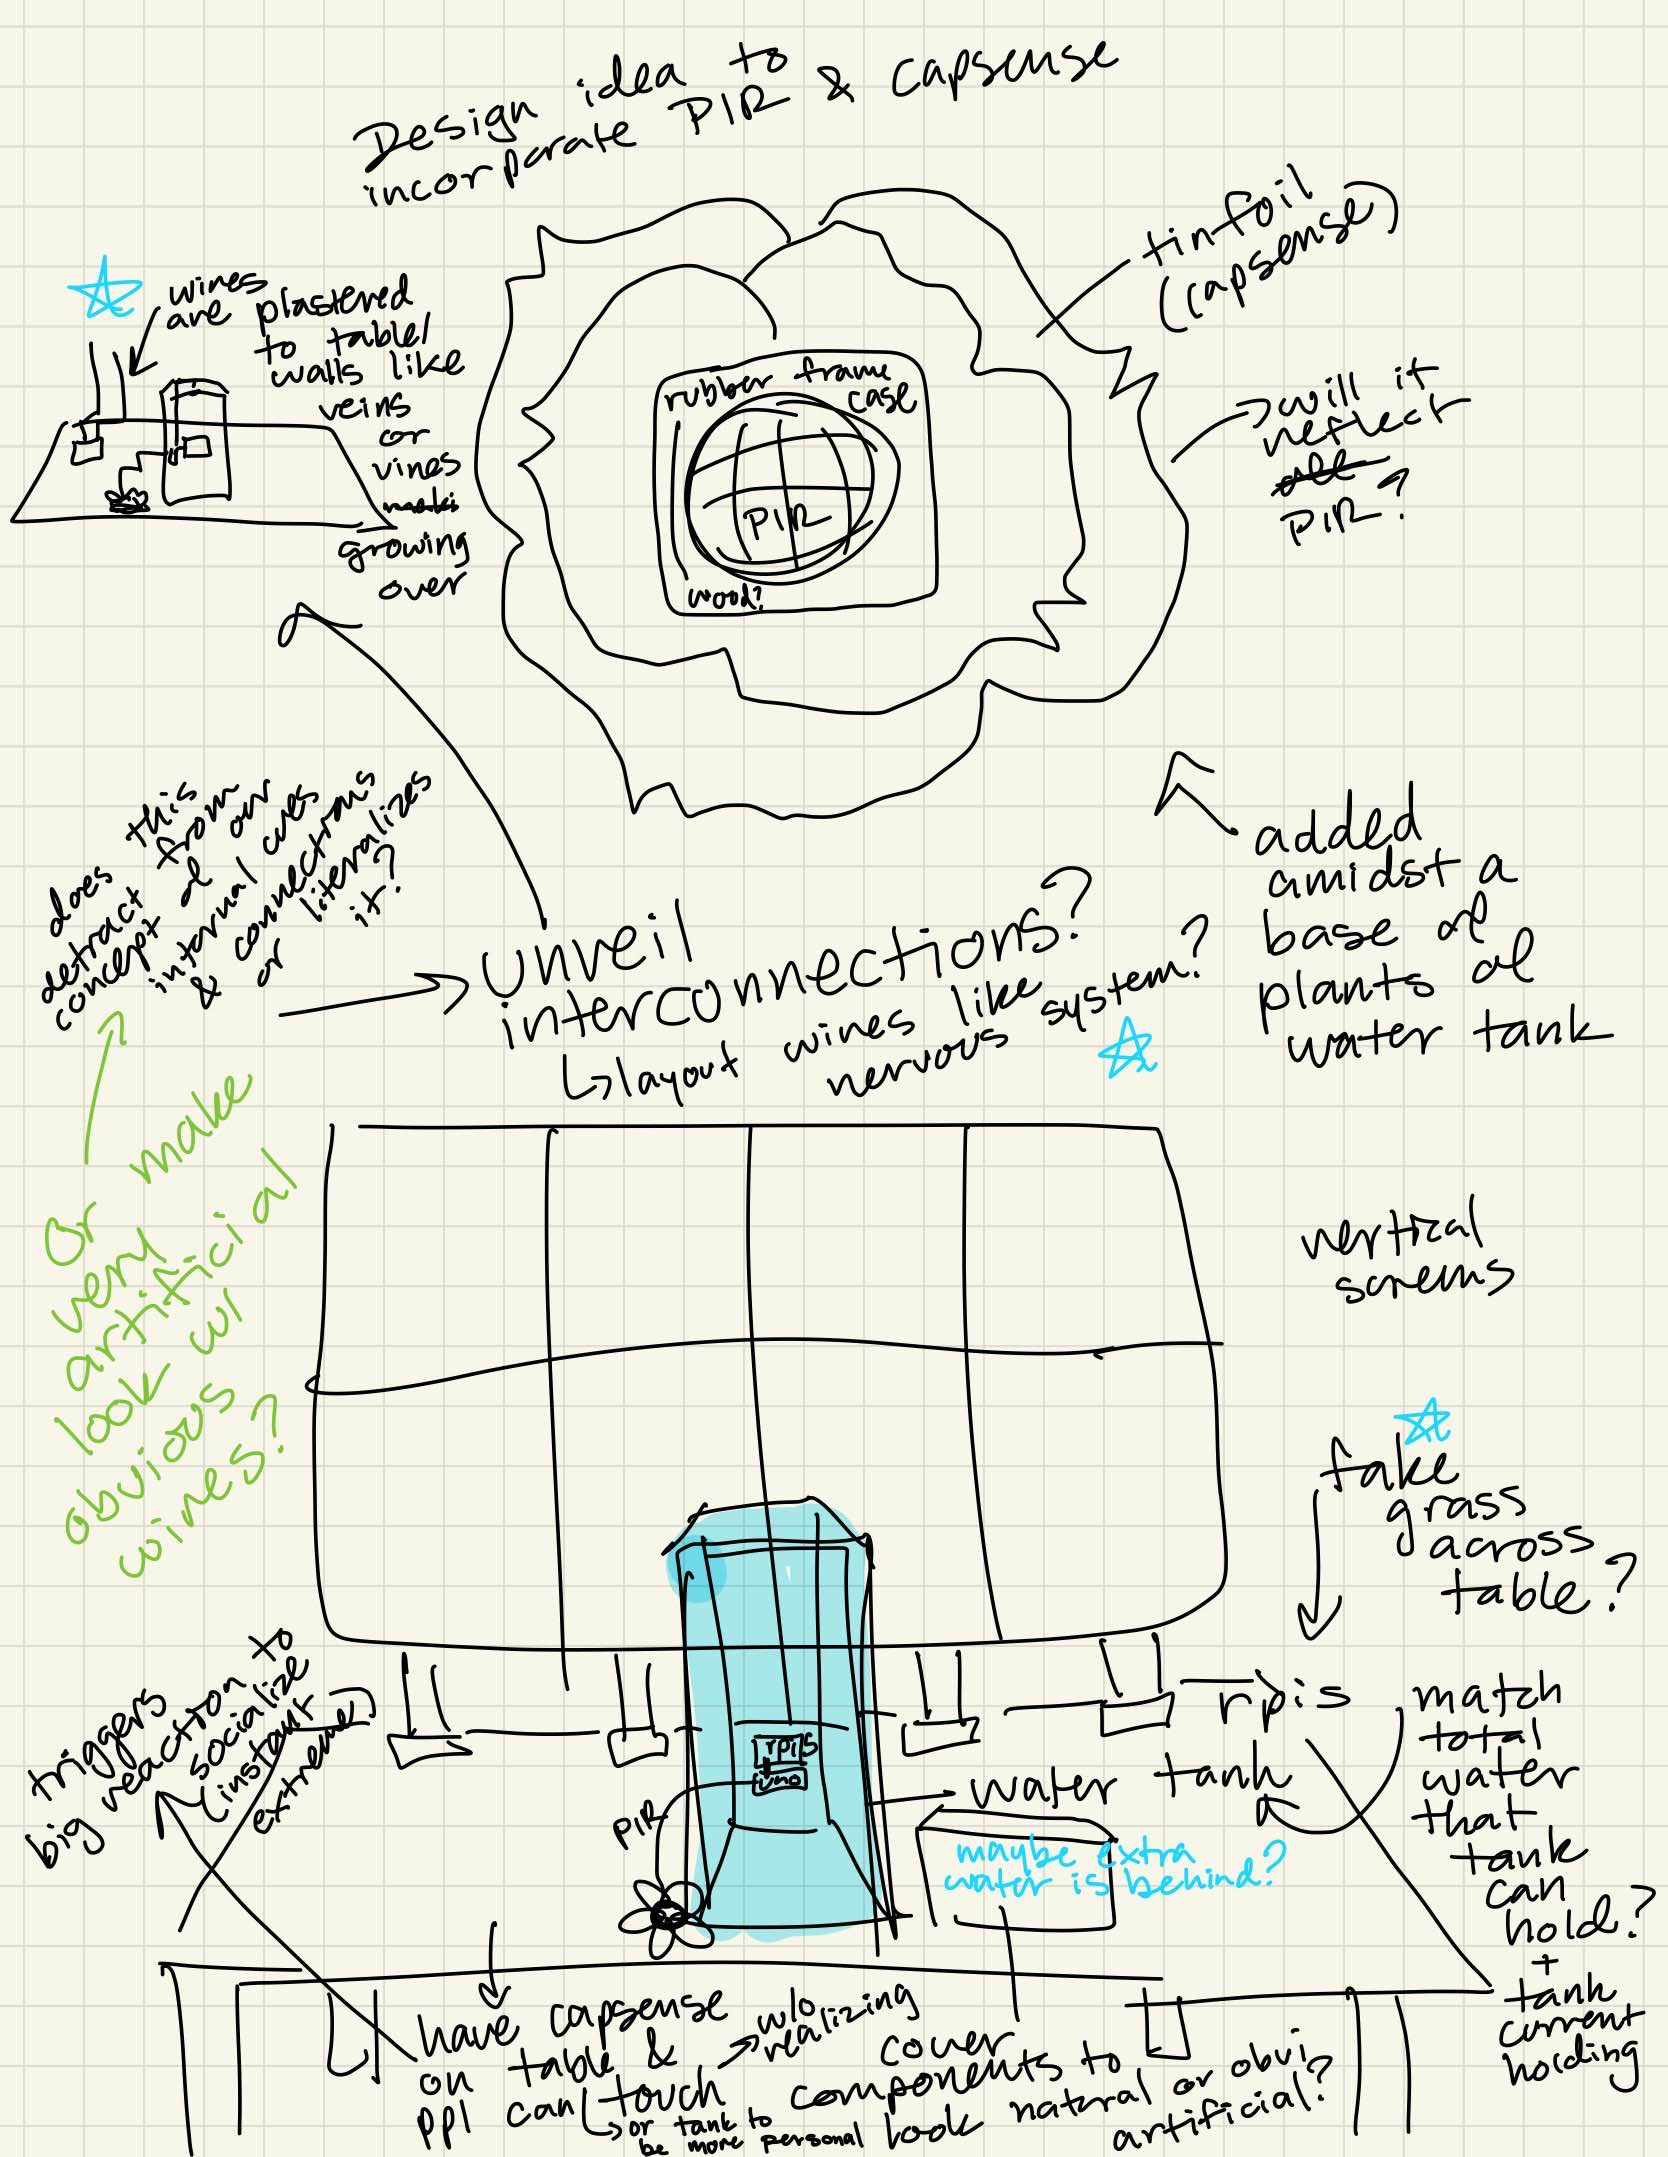 Design idea to
incorporate PIR & Capsense
tinfoil
(capsense)
wires
are plastered
to table/
walls like
veins
or
vines
growing
over
rubber frame
case
PIR
wood?
will it
reflect
PIR?
added
amidst a
base of
plants of
water tank
does this
detract from
concept of our
internal cues
& connections
or literalizes
it?
unveil
interconnections?
layout wires like
nervous system?
Or make
very
artificial
look w/
obvious
wires?
vertical
screens
fake
grass
across
table?
rpis
match
total
water
that
tank
can
hold?
+
tank
current
holding
triggers
big reaction to
socialize
(instant
extreme)
rpis
uno
PIR
water tank
maybe extra
water is behind?
have capsense
on table &
ppl can touch
w/o
realizing
or tank to
be more personal
cover
components to
look natural or obvi
artificial?